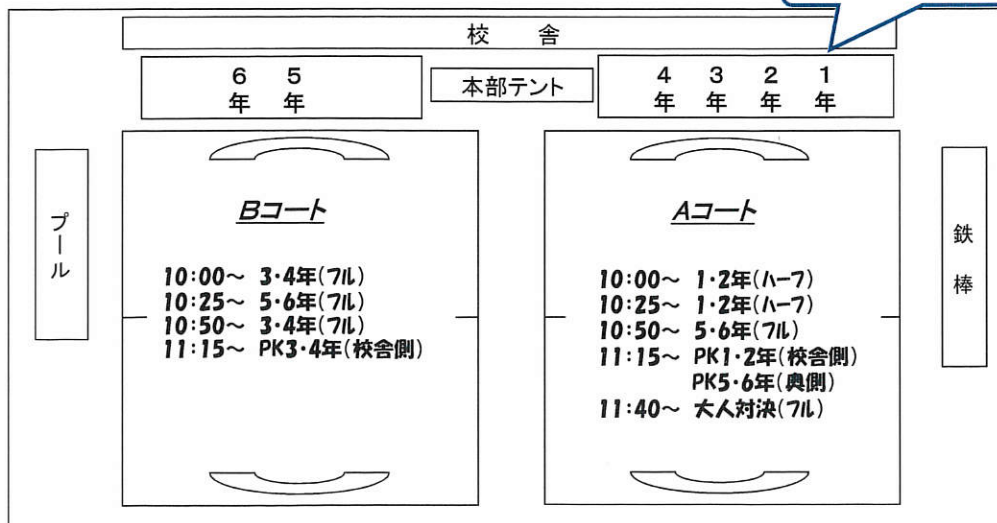 校 舎
6年 5年
本部テント
4年 3年 2年 1年
プール
Bコート
10:00～ 3・4年(フル)
10:25～ 5・6年(フル)
10:50～ 3・4年(フル)
11:15～ PK3・4年(校舎側)
Aコート
10:00～ 1・2年(ハーフ)
10:25～ 1・2年(ハーフ)
10:50～ 5・6年(フル)
11:15～ PK1・2年(校舎側)
PK5・6年(奥側)
11:40～ 大人対決(フル)
鉄棒